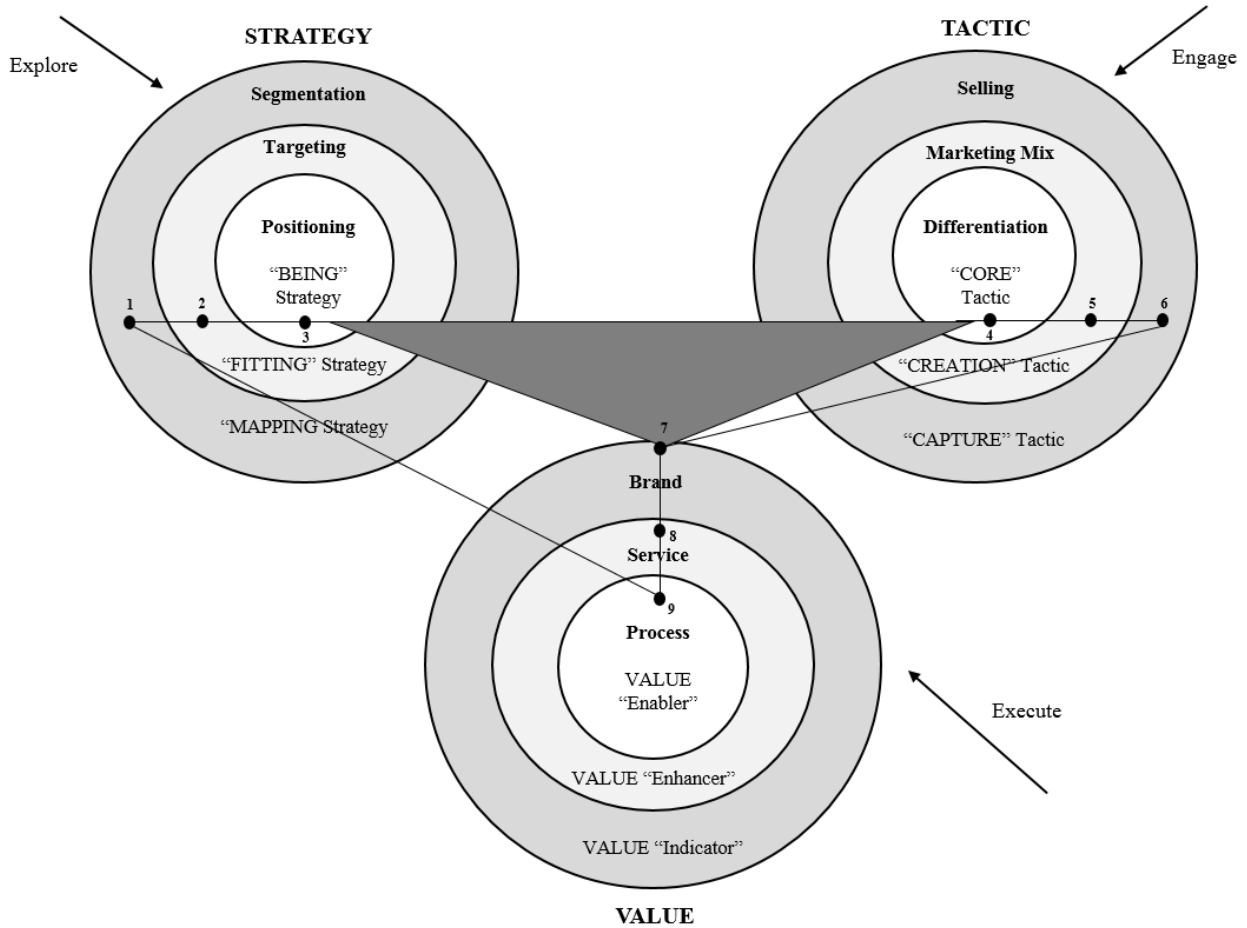 STRATEGY
TACTIC
Explore
Engage
Segmentation
Selling
Targeting
Marketing Mix
Positioning
Differentiation
“BEING”
Strategy
“CORE”
Tactic
1
2
3
4
5
6
“FITTING” Strategy
“CREATION” Tactic
“MAPPING Strategy
“CAPTURE” Tactic
7
Brand
8
Service
9
Process
VALUE
“Enabler”
Execute
VALUE “Enhancer”
VALUE “Indicator”
VALUE